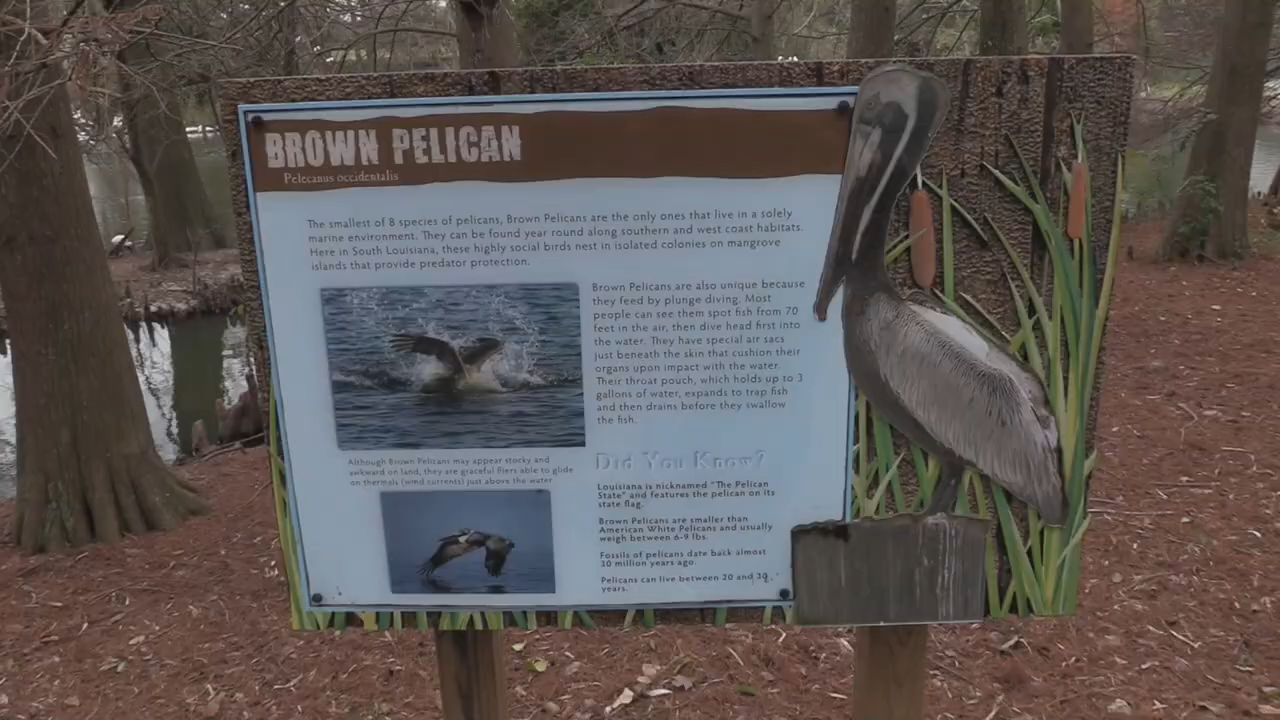 BROWN PELICAN
Pelecanus occidentalis
The smallest of 8 species of pelicans, Brown Pelicans are the only ones that live in a solely
marine environment. They can be found year round along southern and west coast habitats.
Here in South Louisiana, these highly social birds nest in isolated colonies on mangrove
islands that provide predator protection.
Brown Pelicans are also unique because
they feed by plunge diving. Most
people can see them spot fish from 70
feet in the air, then dive head first into
the water. They have special air sacs
just beneath the skin that cushion their
organs upon impact with the water.
Their throat pouch, which holds up to 3
gallons of water, expands to trap fish
and then drains before they swallow
the fish.
Although Brown Pelicans may appear stocky and
awkward on land, they are graceful fliers able to glide
on thermals (wind currents) just above the water
Did You Know?
Louisiana is nicknamed "The Pelican
State" and features the pelican on its
state flag.
Brown Pelicans are smaller than
American White Pelicans and usually
weigh between 6-9 lbs.
Fossils of pelicans date back almost
30 million years ago.
Pelicans can live between 20 and 30
years.